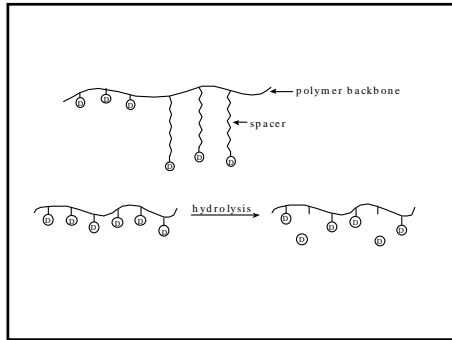 polymer backbone
D D D
spacer
D D D
hydrolysis
D D D D D D
D D D D
D D